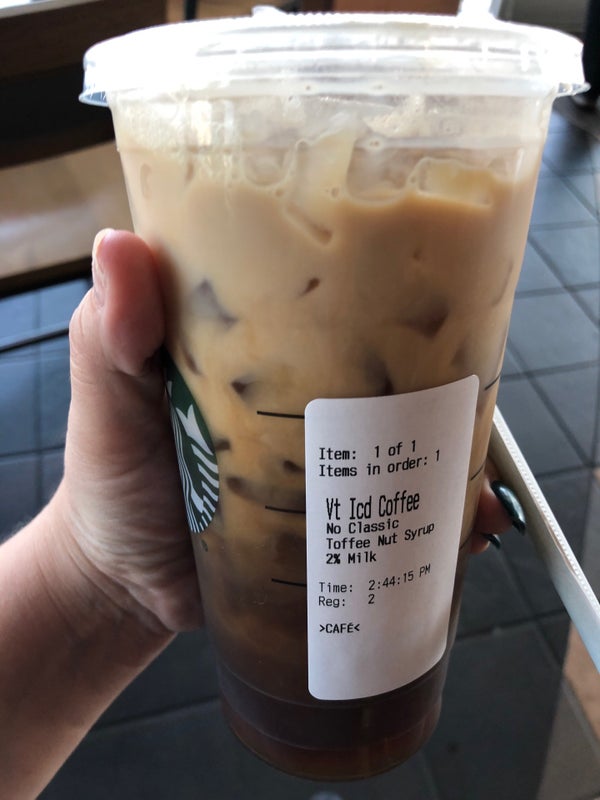 Item: 1 of 1
Items in order: 1
Vt Icd Coffee
No Classic
Toffee Nut Syrup
2% Milk
Time: 2:44:15 PM
Reg: 2
>CAFÉ<